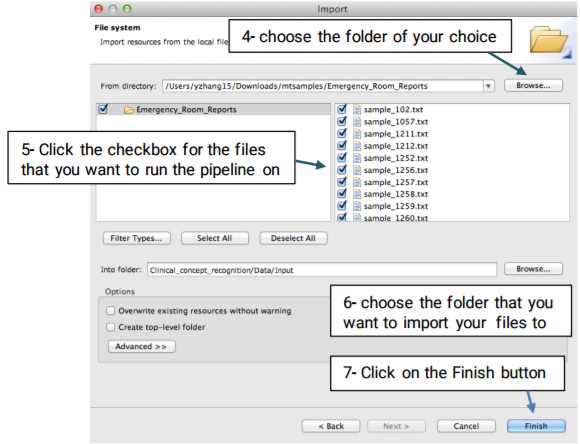 Import
File system
Import resources from the local file
4- choose the folder of your choice
From directory: /Users/yzhang15/Downloads/mtsamples/Emergency_Room_Reports
Browse...
Emergency_Room_Reports
sample_102.txt
sample_1057.txt
sample_1211.txt
sample_1212.txt
sample_1252.txt
sample_1256.txt
sample_1257.txt
sample_1258.txt
sample_1259.txt
sample_1260.txt
5- Click the checkbox for the files
that you want to run the pipeline on
Filter Types... Select All Deselect All
Into folder: Clinical_concept_recognition/Data/Input Browse...
Options
Overwrite existing resources without warning
Create top-level folder
Advanced >>
6- choose the folder that you
want to import your files to
7- Click on the Finish button
< Back Next > Cancel Finish